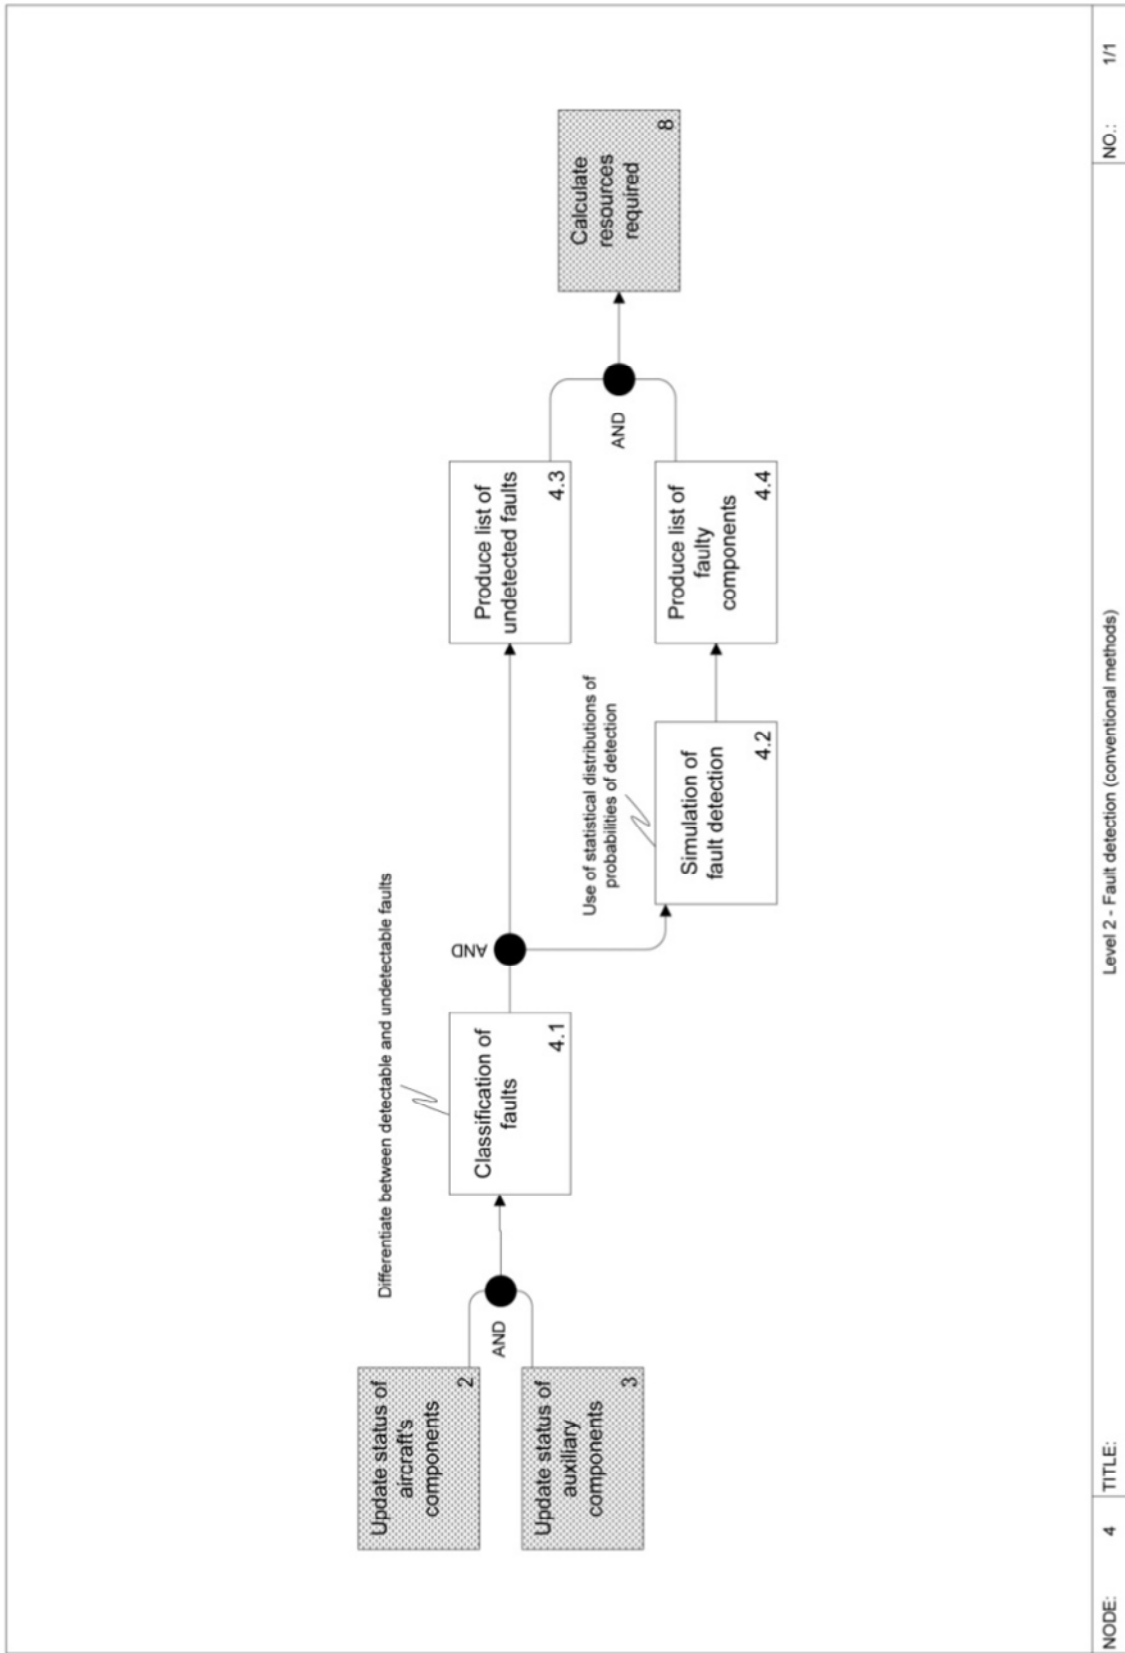 Update status of
aircraft's
components
2
Update status of
auxiliary
components
3
AND
Differentiate between detectable and undetectable faults
Classification of
faults
4.1
AND
Use of statistical distributions of
probabilities of detection
Simulation of
fault detection
4.2
Produce list of
undetected faults
4.3
Produce list of
faulty
components
4.4
AND
Calculate
resources
required
8
NODE: 4 TITLE: Level 2 - Fault detection (conventional methods) NO.: 1/1